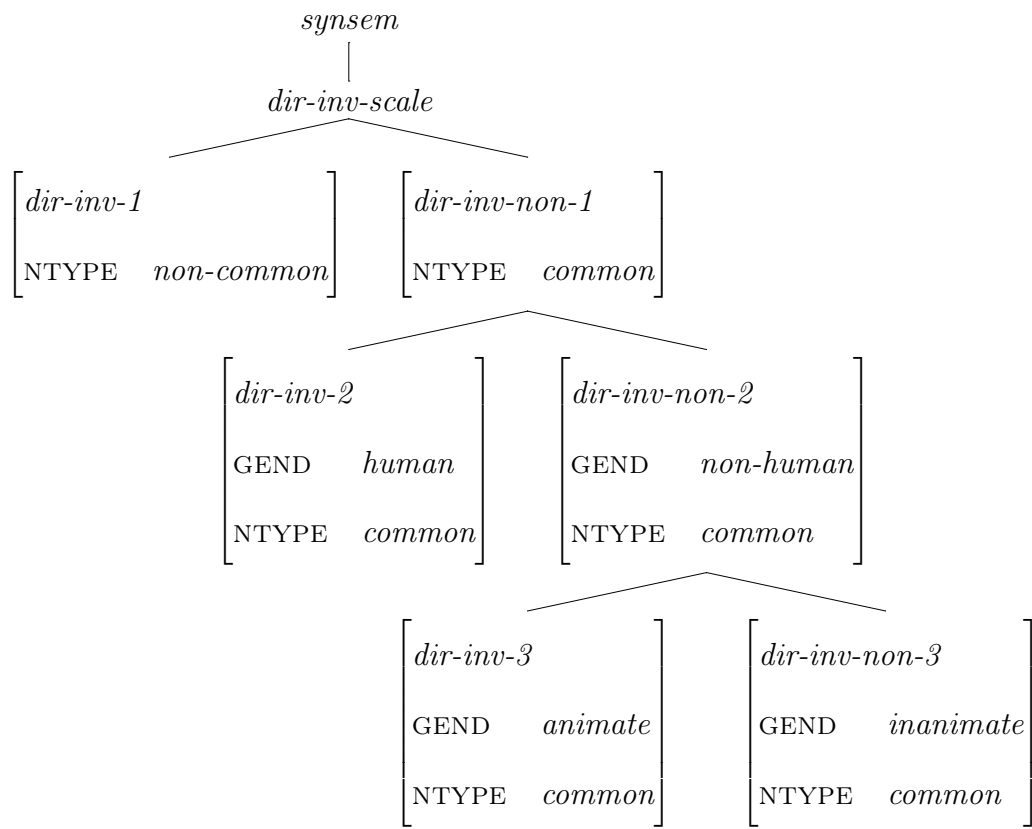 synsem
dir-inv-scale
dir-inv-1 dir-inv-non-1
NTYPE non-common NTYPE common
dir-inv-2 dir-inv-non-2
GEND human GEND non-human
NTYPE common NTYPE common
dir-inv-3 dir-inv-non-3
GEND animate GEND inanimate
NTYPE common NTYPE common